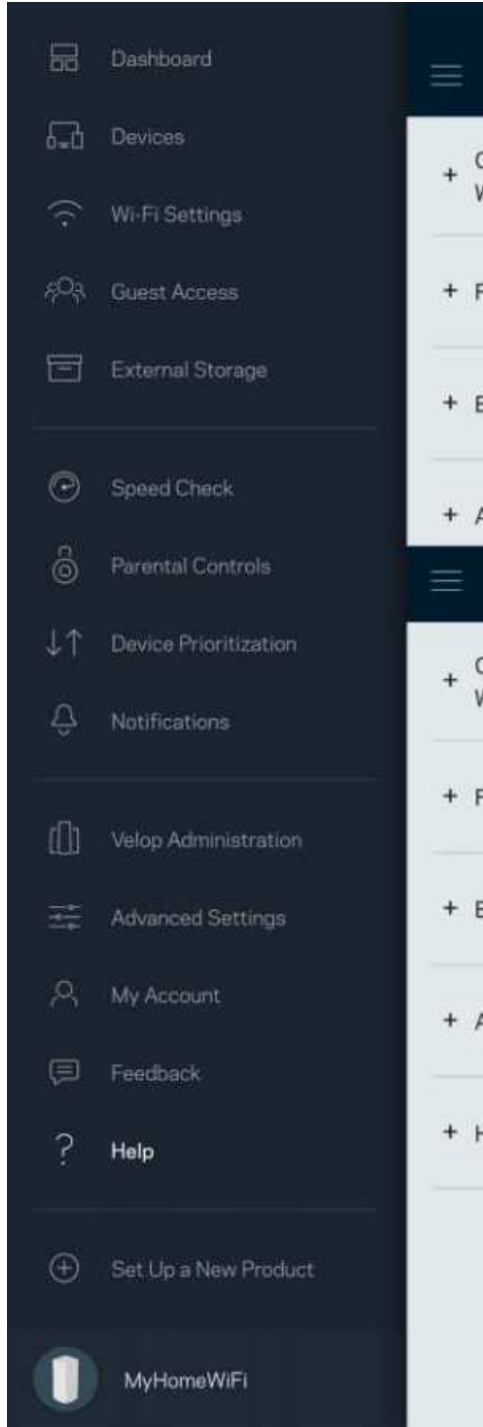 Dashboard
Devices
Wi-Fi Settings
Guest Access
External Storage
Speed Check
Parental Controls
Device Prioritization
Notifications
Velop Administration
Advanced Settings
My Account
Feedback
Help
Set Up a New Product
MyHomeWiFi